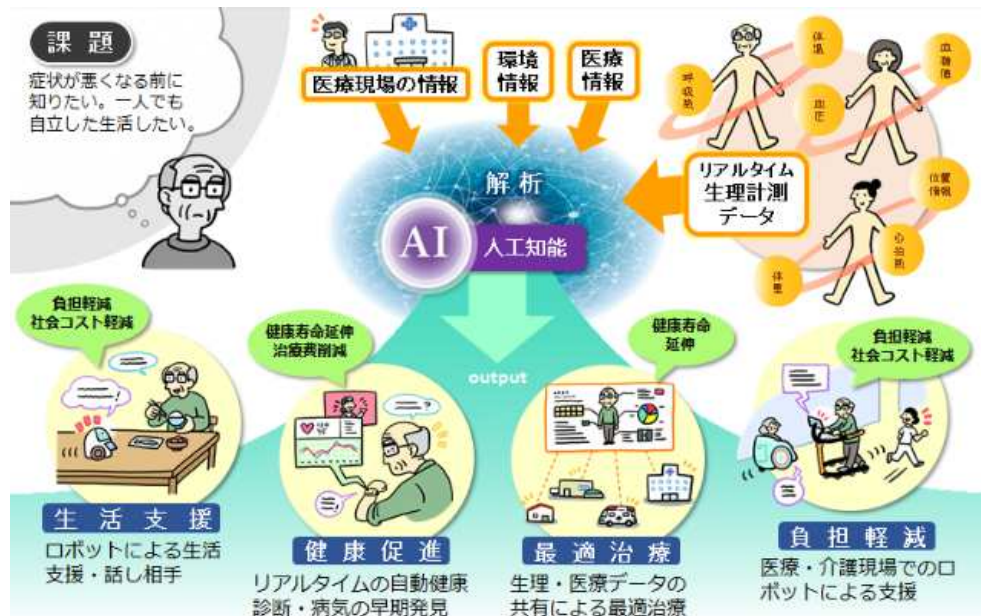 課題
症状が悪くなる前に
知りたい。一人でも
自立した生活したい。
医療現場の情報
環境
情報
医療
情報
体温
血糖値
呼吸数
血圧
リアルタイム
生理計測
データ
位置
情報
心拍数
体重
解析
AI
人工知能
output
負担軽減
社会コスト軽減
生活支援
ロボットによる生活
支援・話し相手
健康寿命延伸
治療費削減
健康促進
リアルタイムの自動健康
診断・病気の早期発見
健康寿命
延伸
最適治療
生理・医療データの
共有による最適治療
負担軽減
社会コスト軽減
負担軽減
医療・介護現場でのロ
ボットによる支援